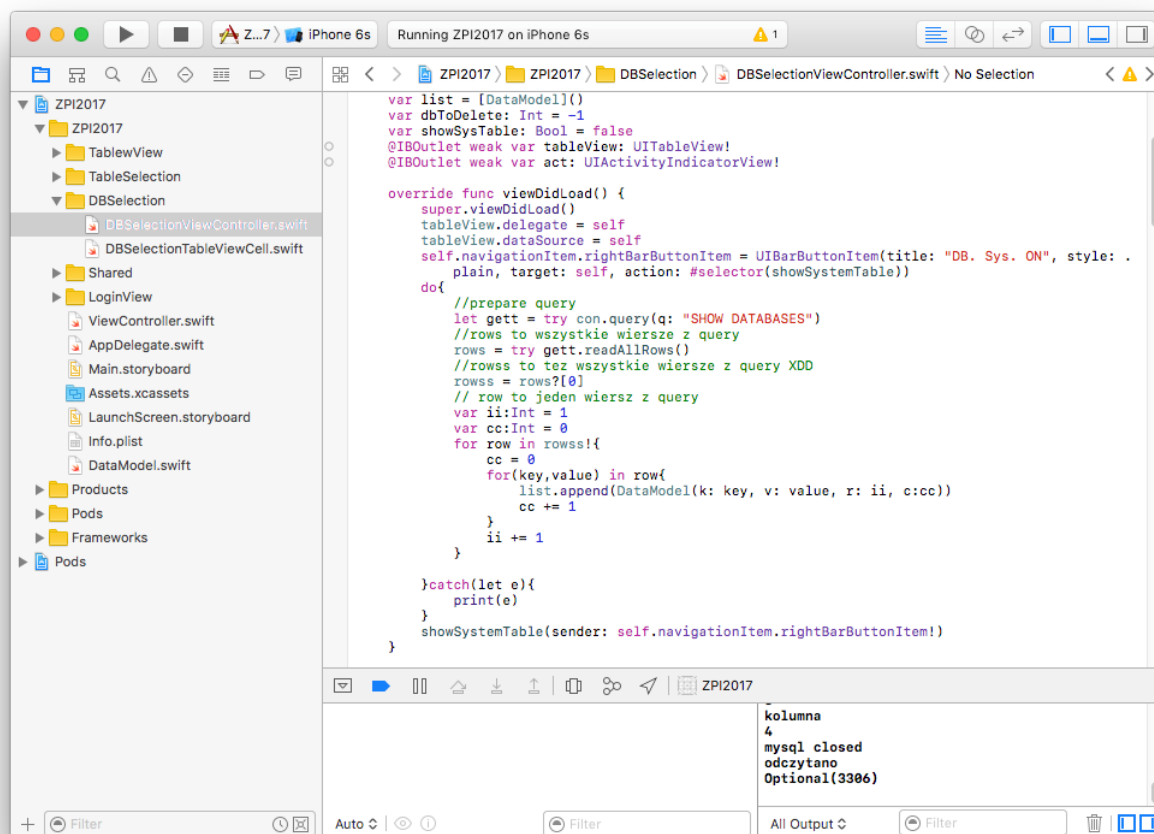 Z...7 iPhone 6s Running ZPI2017 on iPhone 6s 1
ZPI2017 ZPI2017 DBSelection DBSelectionViewController.swift No Selection
ZPI2017
ZPI2017
TablewView
TableSelection
DBSelection
DBSelectionViewController.swift
DBSelectionTableViewCell.swift
Shared
LoginView
ViewController.swift
AppDelegate.swift
Main.storyboard
Assets.xcassets
LaunchScreen.storyboard
Info.plist
DataModel.swift
Products
Pods
Frameworks
Pods
Filter
var list = [DataModel]()
var dbToDelete: Int = -1
var showSysTable: Bool = false
@IBOutlet weak var tableView: UITableView!
@IBOutlet weak var act: UIActivityIndicatorView!
override func viewDidLoad() {
super.viewDidLoad()
tableView.delegate = self
tableView.dataSource = self
self.navigationItem.rightBarButtonItem = UIBarButtonItem(title: "DB. Sys. ON", style: .
plain, target: self, action: #selector(showSystemTable))
do{
//prepare query
let gett = try con.query(q: "SHOW DATABASES")
//rows to wszystkie wiersze z query
rows = try gett.readAllRows()
//rowss to tez wszystkie wiersze z query XDD
rowss = rows?[0]
// row to jeden wiersz z query
var ii:Int = 1
var cc:Int = 0
for row in rowss!{
cc = 0
for(key,value) in row{
list.append(DataModel(k: key, v: value, r: ii, c:cc))
cc += 1
}
ii += 1
}
}catch(let e){
print(e)
}
showSystemTable(sender: self.navigationItem.rightBarButtonItem!)
}
ZPI2017
kolumna
4
mysql closed
odczytano
Optional(3306)
Auto Filter All Output Filter